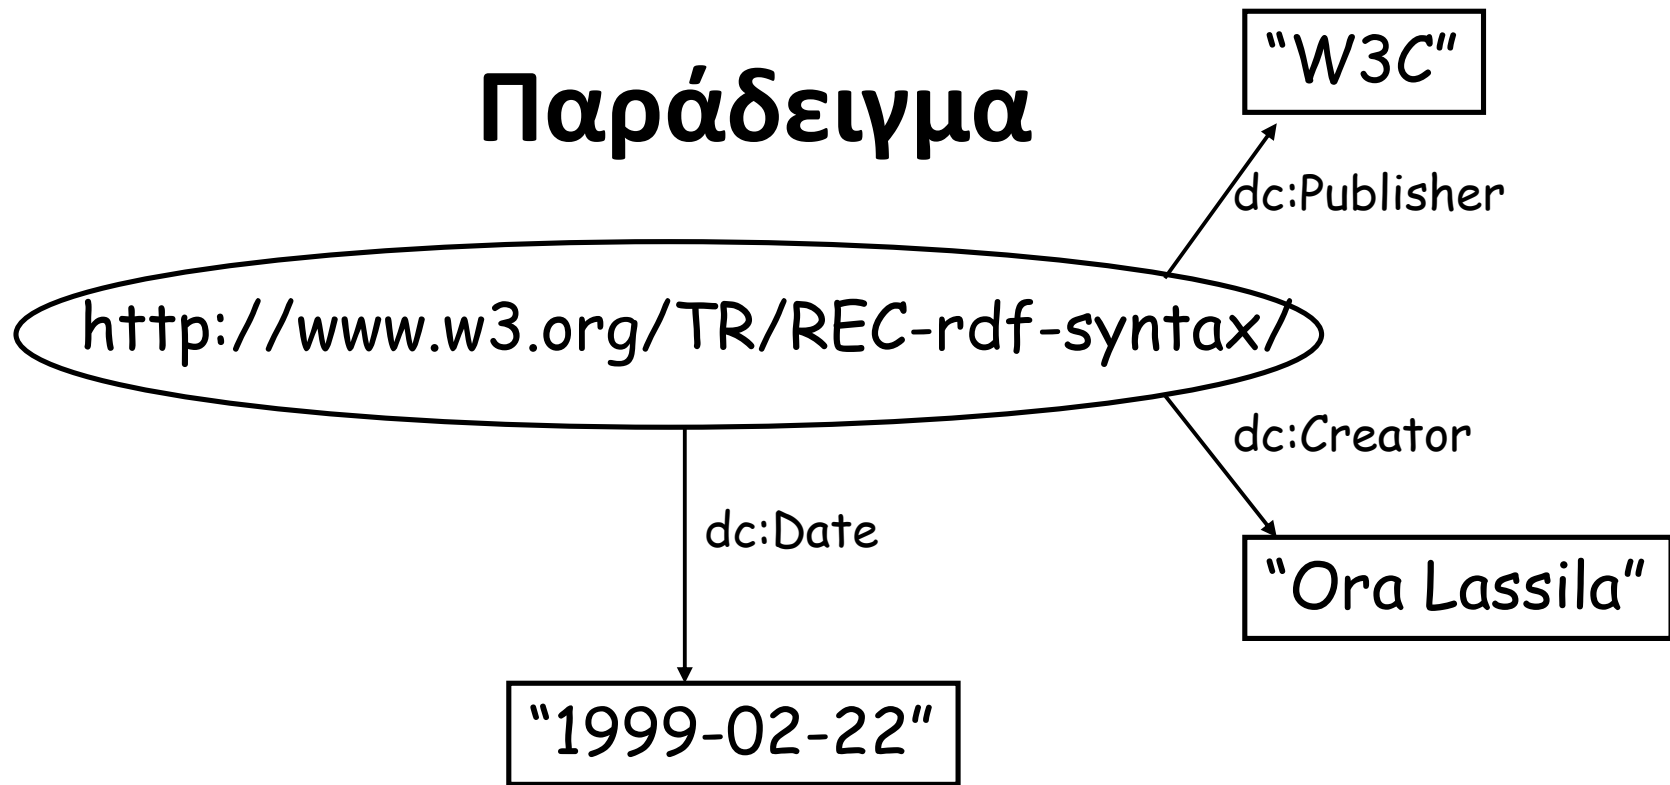 “W3C”
Παράδειγμα
dc:Publisher
http://www.w3.org/TR/REC-rdf-syntax/
dc:Creator
dc:Date
“Ora Lassila”
“1999-02-22”